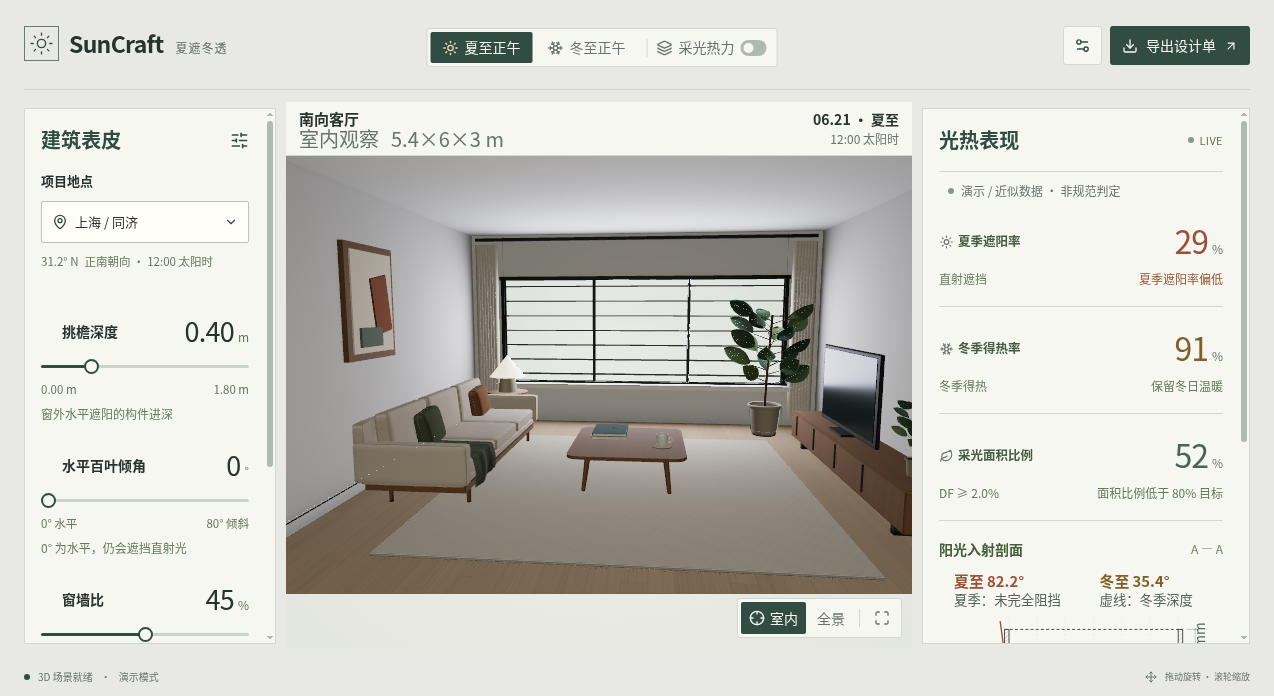 SunCraft 夏遮冬透
夏至正午 冬至正午 采光热力
导出设计单
建筑表皮
项目地点
上海 / 同济
31.2° N 正南朝向 · 12:00 太阳时
挑檐深度 0.40 m
0.00 m 1.80 m
窗外水平遮阳的构件进深
水平百叶倾角 0 °
0° 水平 80° 倾斜
0° 为水平，仍会遮挡直射光
窗墙比 45 %
南向客厅
室内观察 5.4×6×3 m
06.21 · 夏至
12:00 太阳时
室内 全景
光热表现 LIVE
演示 / 近似数据 · 非规范判定
夏季遮阳率 29 %
直射遮挡 夏季遮阳率偏低
冬季得热率 91 %
冬季得热 保留冬日温暖
采光面积比例 52 %
DF ≥ 2.0% 面积比例低于 80% 目标
阳光入射剖面 A — A
夏至 82.2° 冬至 35.4°
夏季：未完全阻挡 虚线：冬季深度
3D 场景就绪 · 演示模式
拖动旋转 · 滚轮缩放